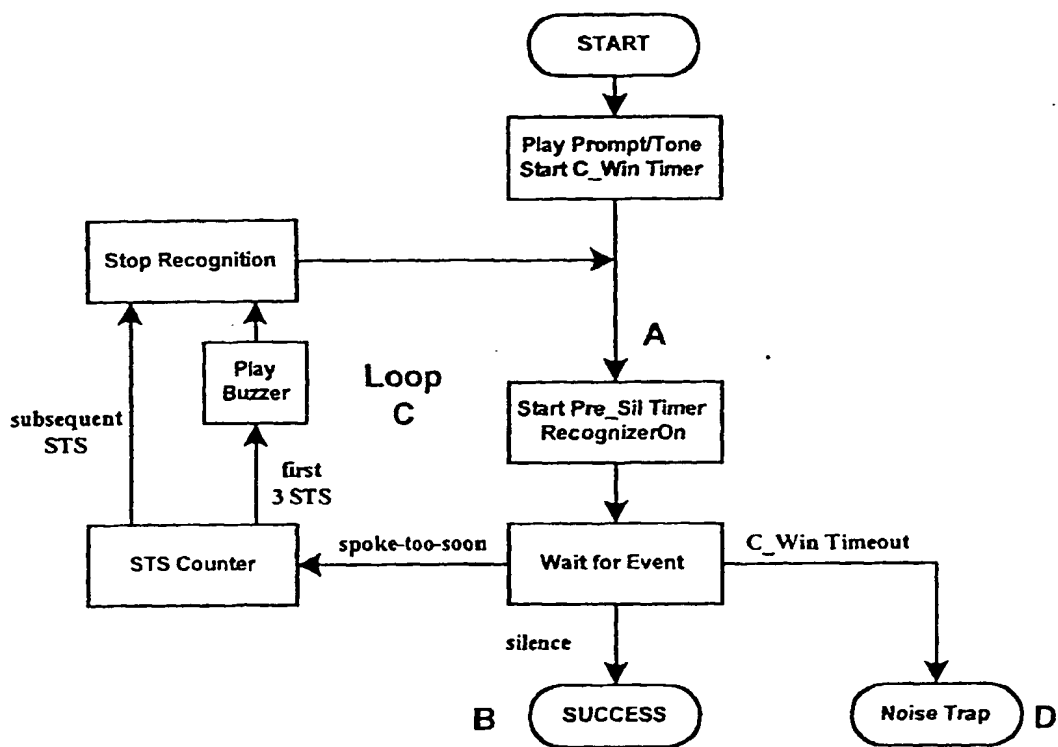 START
Play Prompt/Tone
Start C_Win Timer
Stop Recognition
A
Play
Buzzer
Loop
C
subsequent
STS
Start Pre_Sil Timer
RecognizerOn
first
3 STS
STS Counter
spoke-too-soon
Wait for Event
C_Win Timeout
silence
B
SUCCESS
Noise Trap
D